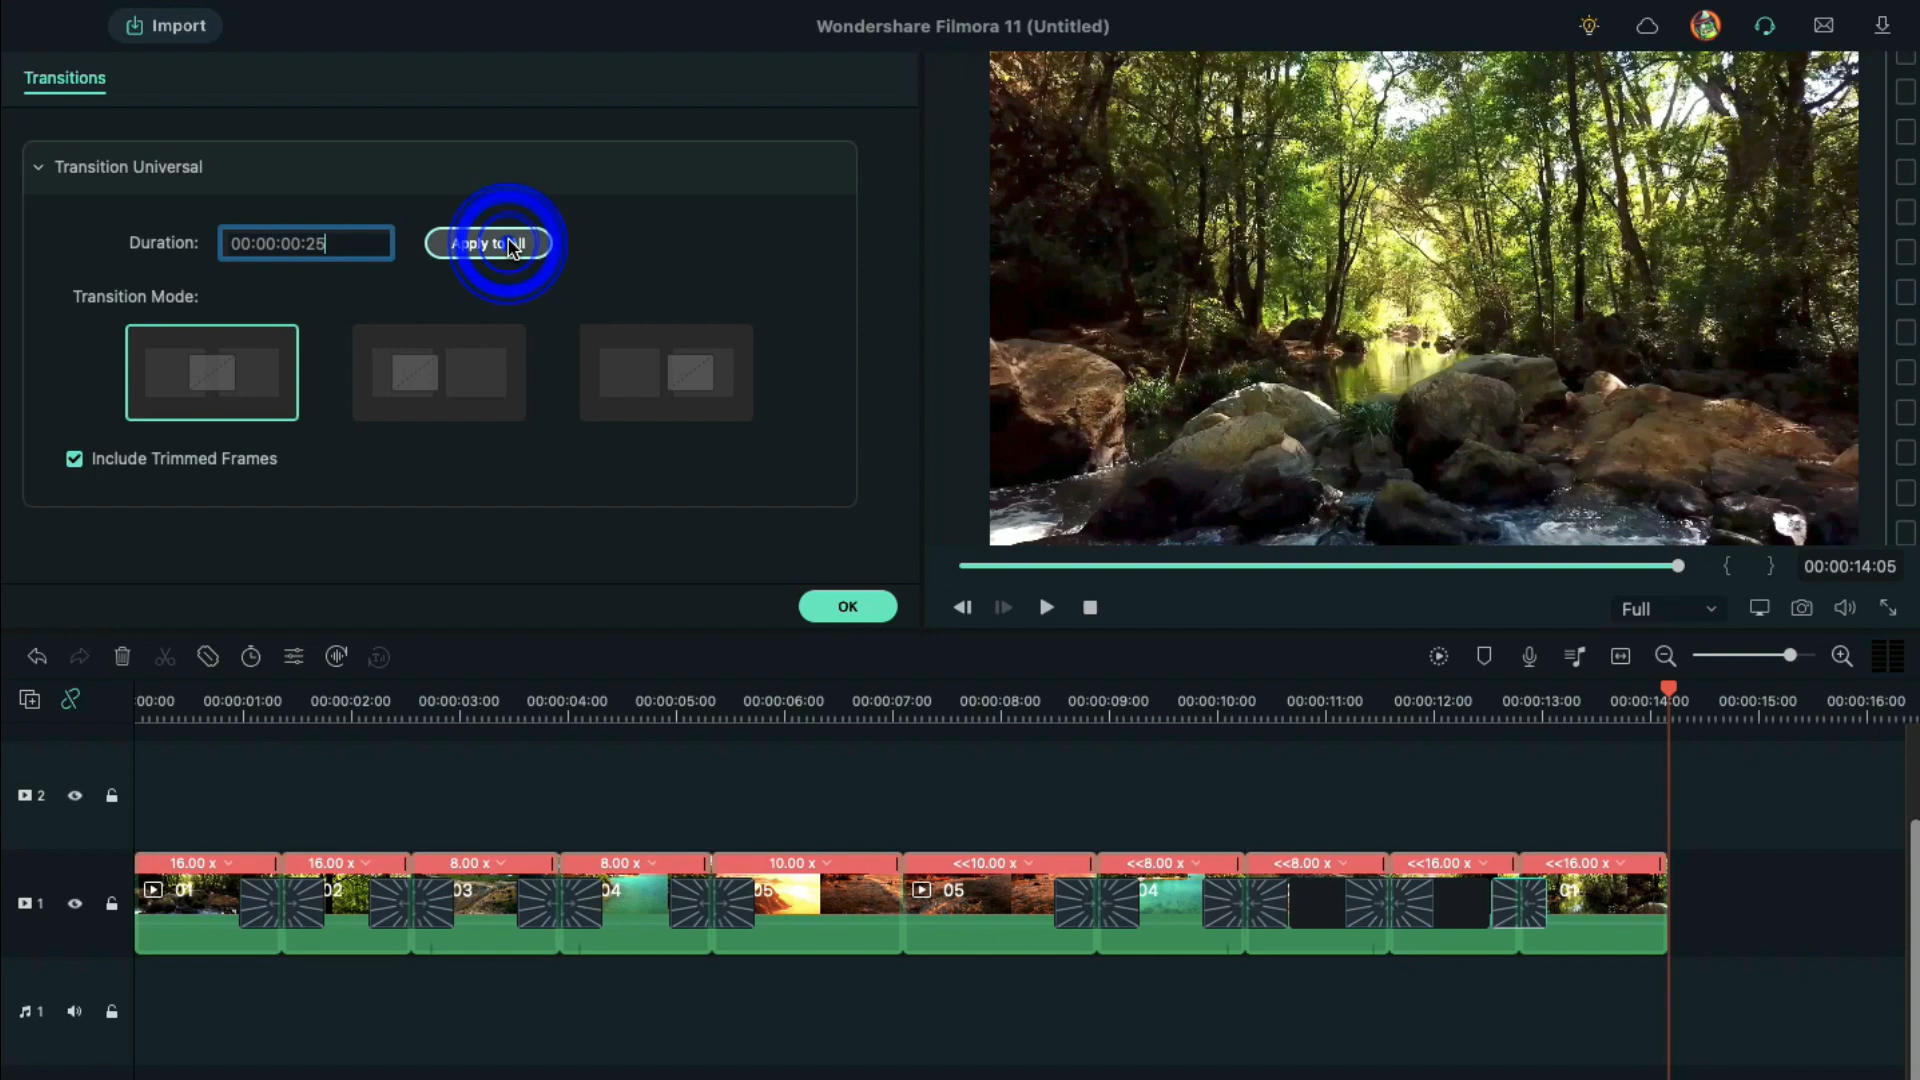 Import
Wondershare Filmora 11 (Untitled)
Transitions
Transition Universal
Duration:
00:00:00:25
Apply to All
Transition Mode:
Include Trimmed Frames
OK
00:00:14:05
Full
:00:00
00:00:01:00
00:00:02:00
00:00:03:00
00:00:04:00
00:00:05:00
00:00:06:00
00:00:07:00
00:00:08:00
00:00:09:00
00:00:10:00
00:00:11:00
00:00:12:00
00:00:13:00
00:00:14:00
00:00:15:00
00:00:16:00
2
16.00 x
16.00 x
8.00 x
8.00 x
10.00 x
<<10.00 x
<<8.00 x
<<8.00 x
<<16.00 x
<<16.00 x
1
01
02
03
04
05
05
04
01
1